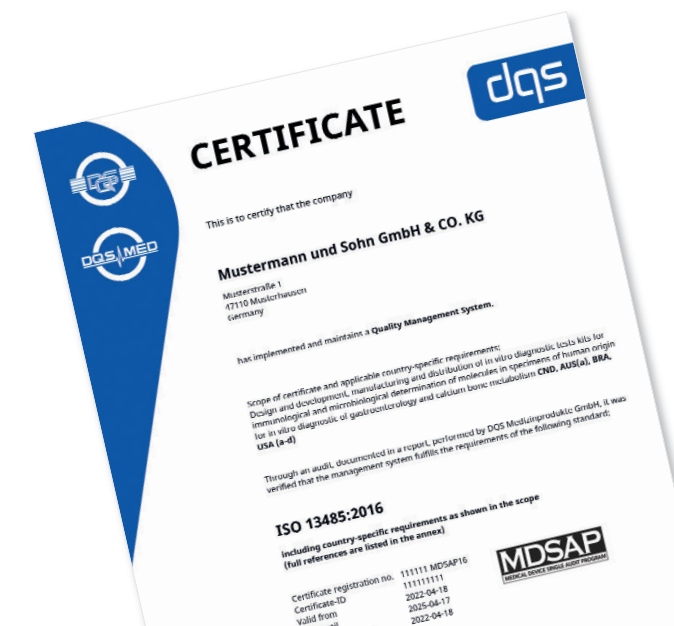 dqs
CERTIFICATE
DQS
DQS MED
This is to certify that the company
Mustermann und Sohn GmbH & CO. KG
Musterstraße 1
47110 Musterhausen
Germany
has implemented and maintains a Quality Management System.
Scope of certificate and applicable country-specific requirements:
Design and development, manufacturing and distribution of in vitro diagnostic tests kits for
immunological and microbiological determination of molecules in specimens of human origin
for in vitro diagnostic of gastroenterology and calcium bone metabolism CND, AUS(a), BRA,
USA (a-d)
Through an audit, documented in a report, performed by DQS Medizinprodukte GmbH, it was
verified that the management system fulfills the requirements of the following standard:
ISO 13485:2016
including country-specific requirements as shown in the scope
(full references are listed in the annex)
MDSAP
MEDICAL DEVICE SINGLE AUDIT PROGRAM
Certificate registration no. 111111 MDSAP16
Certificate-ID 111111111
Valid from 2022-04-18
2025-04-17
2022-04-18